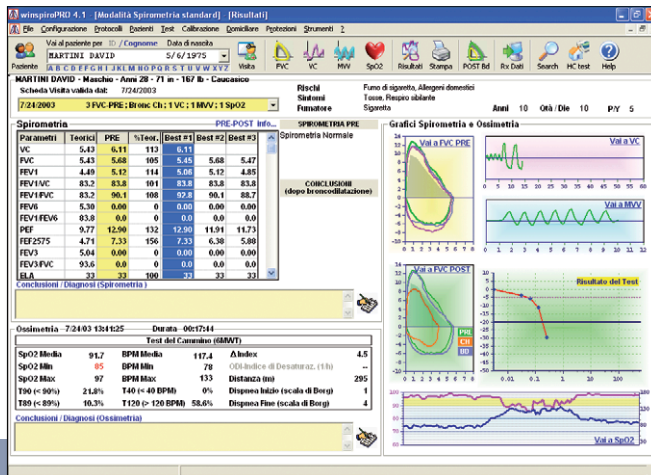 winspiroPRO 4.1 - [Modalità Spirometria standard] - [Risultati]
File Configurazione Protocolli Pazienti Test Calibrazione Domiliare Protezioni Strumenti ?
Vai al paziente per ID / Cognome Data di nascita
MARTINI DAVID 5/6/1975
A B C D E F G H I J K L M N O P Q R S T U V W X Y Z
Paziente Visita FVC VC MVV SpO2 Risultati Stampa POST Bd Rx Dati Search HC test Help
MARTINI DAVID - Maschio - Anni 28 - 71 in - 167 lb - Caucasico
Scheda Visita valida dal: 7/24/2003
7/24/2003 3 FVC-PRE; Bronc Ch ; 1 VC ; 1 MVV ; 1 SpO2
Rischi Fumo di sigaretta, Allergeni domestici
Sintomi Tosse, Respiro sibilante
Fumatore Sigaretta Anni 10 Qtà / Die 10 P/Y 5
Spirometria PRE-POST Info...
Parametri Teorici PRE %Teor. Best #1 Best #2 Best #3
VC 5.43 6.11 113 6.11
FVC 5.43 5.68 105 5.45 5.68 5.47
FEV1 4.49 5.12 114 5.06 5.12 4.85
FEV1/VC 83.2 83.8 101 83.8 83.8 83.8
FEV1/FVC 83.2 90.1 108 92.8 90.1 88.7
FEV6 5.30 0.00 0 0.00 0.00 0.00
FEV1/FEV6 83.8 0.0 0 0.0 0.0 0.0
PEF 9.77 12.90 132 12.90 11.91 11.73
FEF2575 4.71 7.33 156 7.33 6.38 5.88
FEV3 5.04 0.00 0 0.00 0.00 0.00
FEV3/FVC 93.6 0.0 0 0.0 0.0 0.0
ELA 33 33 100 33 33 33
SPIROMETRIA PRE
Spirometria Normale
CONCLUSIONI
(dopo broncodilatazione)
Conclusioni / Diagnosi (Spirometria )
Ossimetria 7/24/03 13:41:25 Durata 00:17:44
Test del Cammino (6MWT)
SpO2 Media 91.7 BPM Media 117.4 Δ Index 4.5
SpO2 Min 85 BPM Min 78 ODI-Indice di Desaturaz. (1/h) --
SpO2 Max 97 BPM Max 133 Distanza (m) 295
T90 (< 90%) 21.8% T40 (< 40 BPM) 0% Dispnea Inizio (scala di Borg) 1
T89 (< 89%) 10.3% T120 (> 120 BPM) 58.6% Dispnea Fine (scala di Borg) 4
Conclusioni / Diagnosi (Ossimetria)
Grafici Spirometria e Ossimetria
Vai a FVC PRE
Vai a VC
Vai a MVV
Vai a FVC POST
PRE
CH
BD
Risultato del Test
0.01 0.1 1 10 100
Vai a SpO2